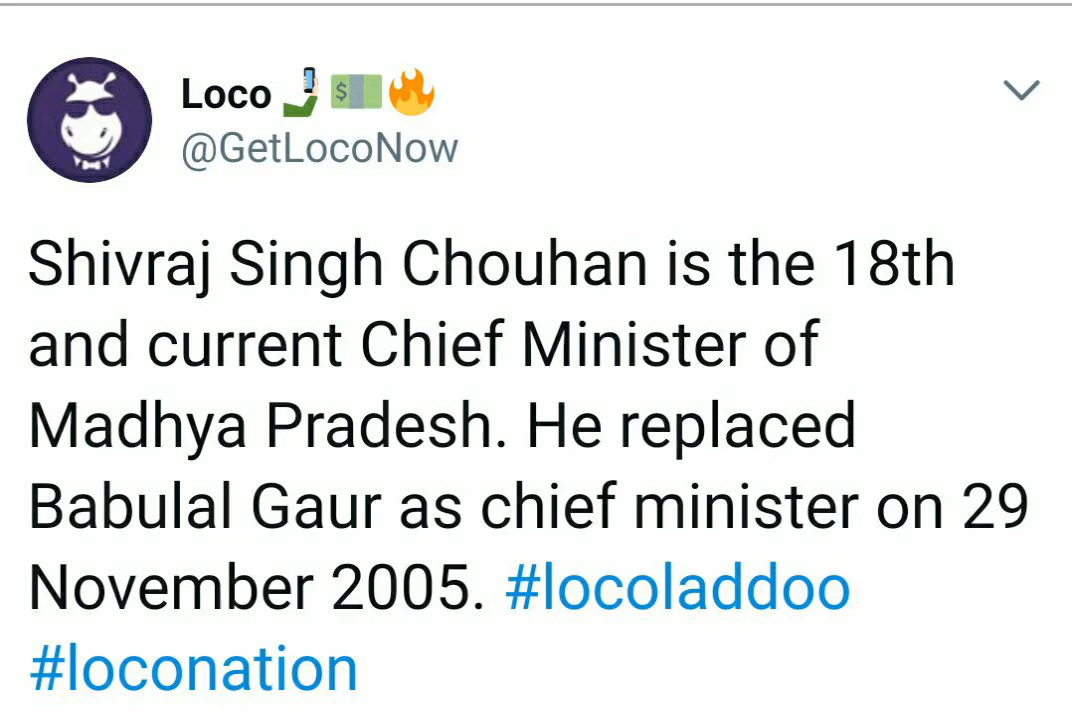 Loco 🤳💵🔥
@GetLocoNow
Shivraj Singh Chouhan is the 18th
and current Chief Minister of
Madhya Pradesh. He replaced
Babulal Gaur as chief minister on 29
November 2005. #locoladdoo
#loconation